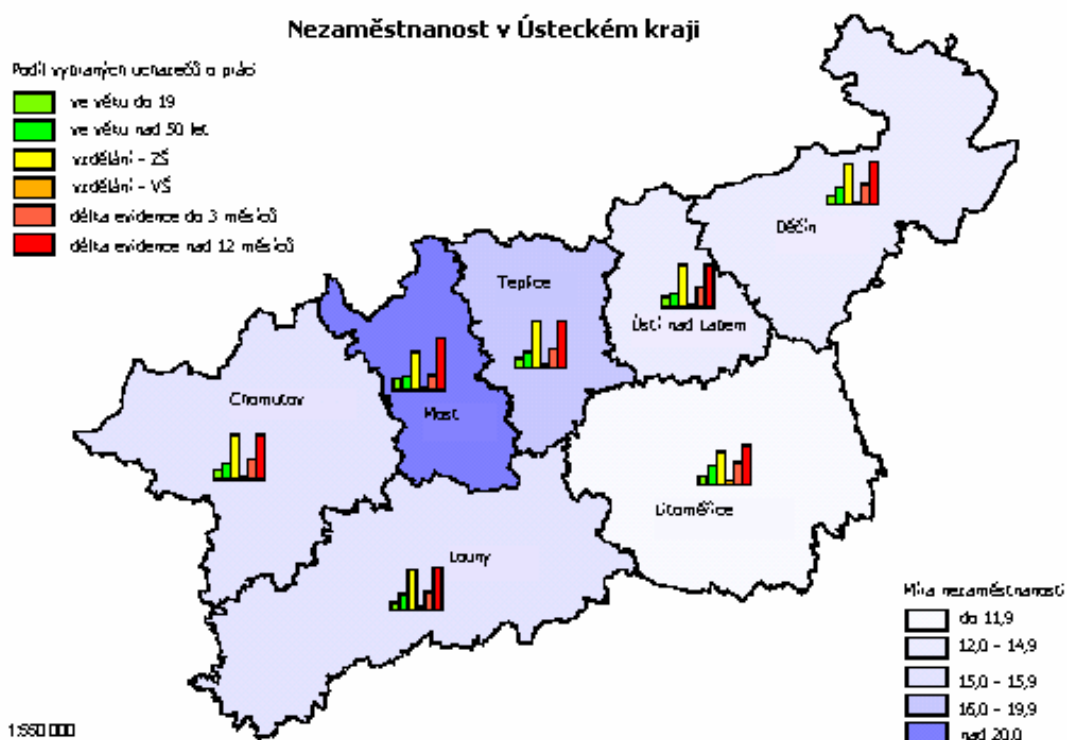 Nezaměstnanost v Ústeckém kraji
Podíl vybraných uchazečů o práci
ve věku do 19
ve věku nad 50 let
vzdělání - ZŠ
vzdělání - VŠ
délka evidence do 3 měsíců
délka evidence nad 12 měsíců
Děčín
Teplice
Ústí nad Labem
Chomutov
Most
Litoměřice
Louny
Míra nezaměstnanosti
do 11,9
12,0 - 14,9
15,0 - 15,9
16,0 - 19,9
nad 20,0
1:550 000